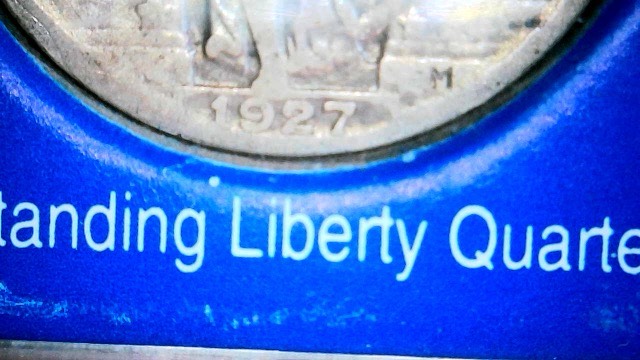 M
1927
tanding Liberty Quarte